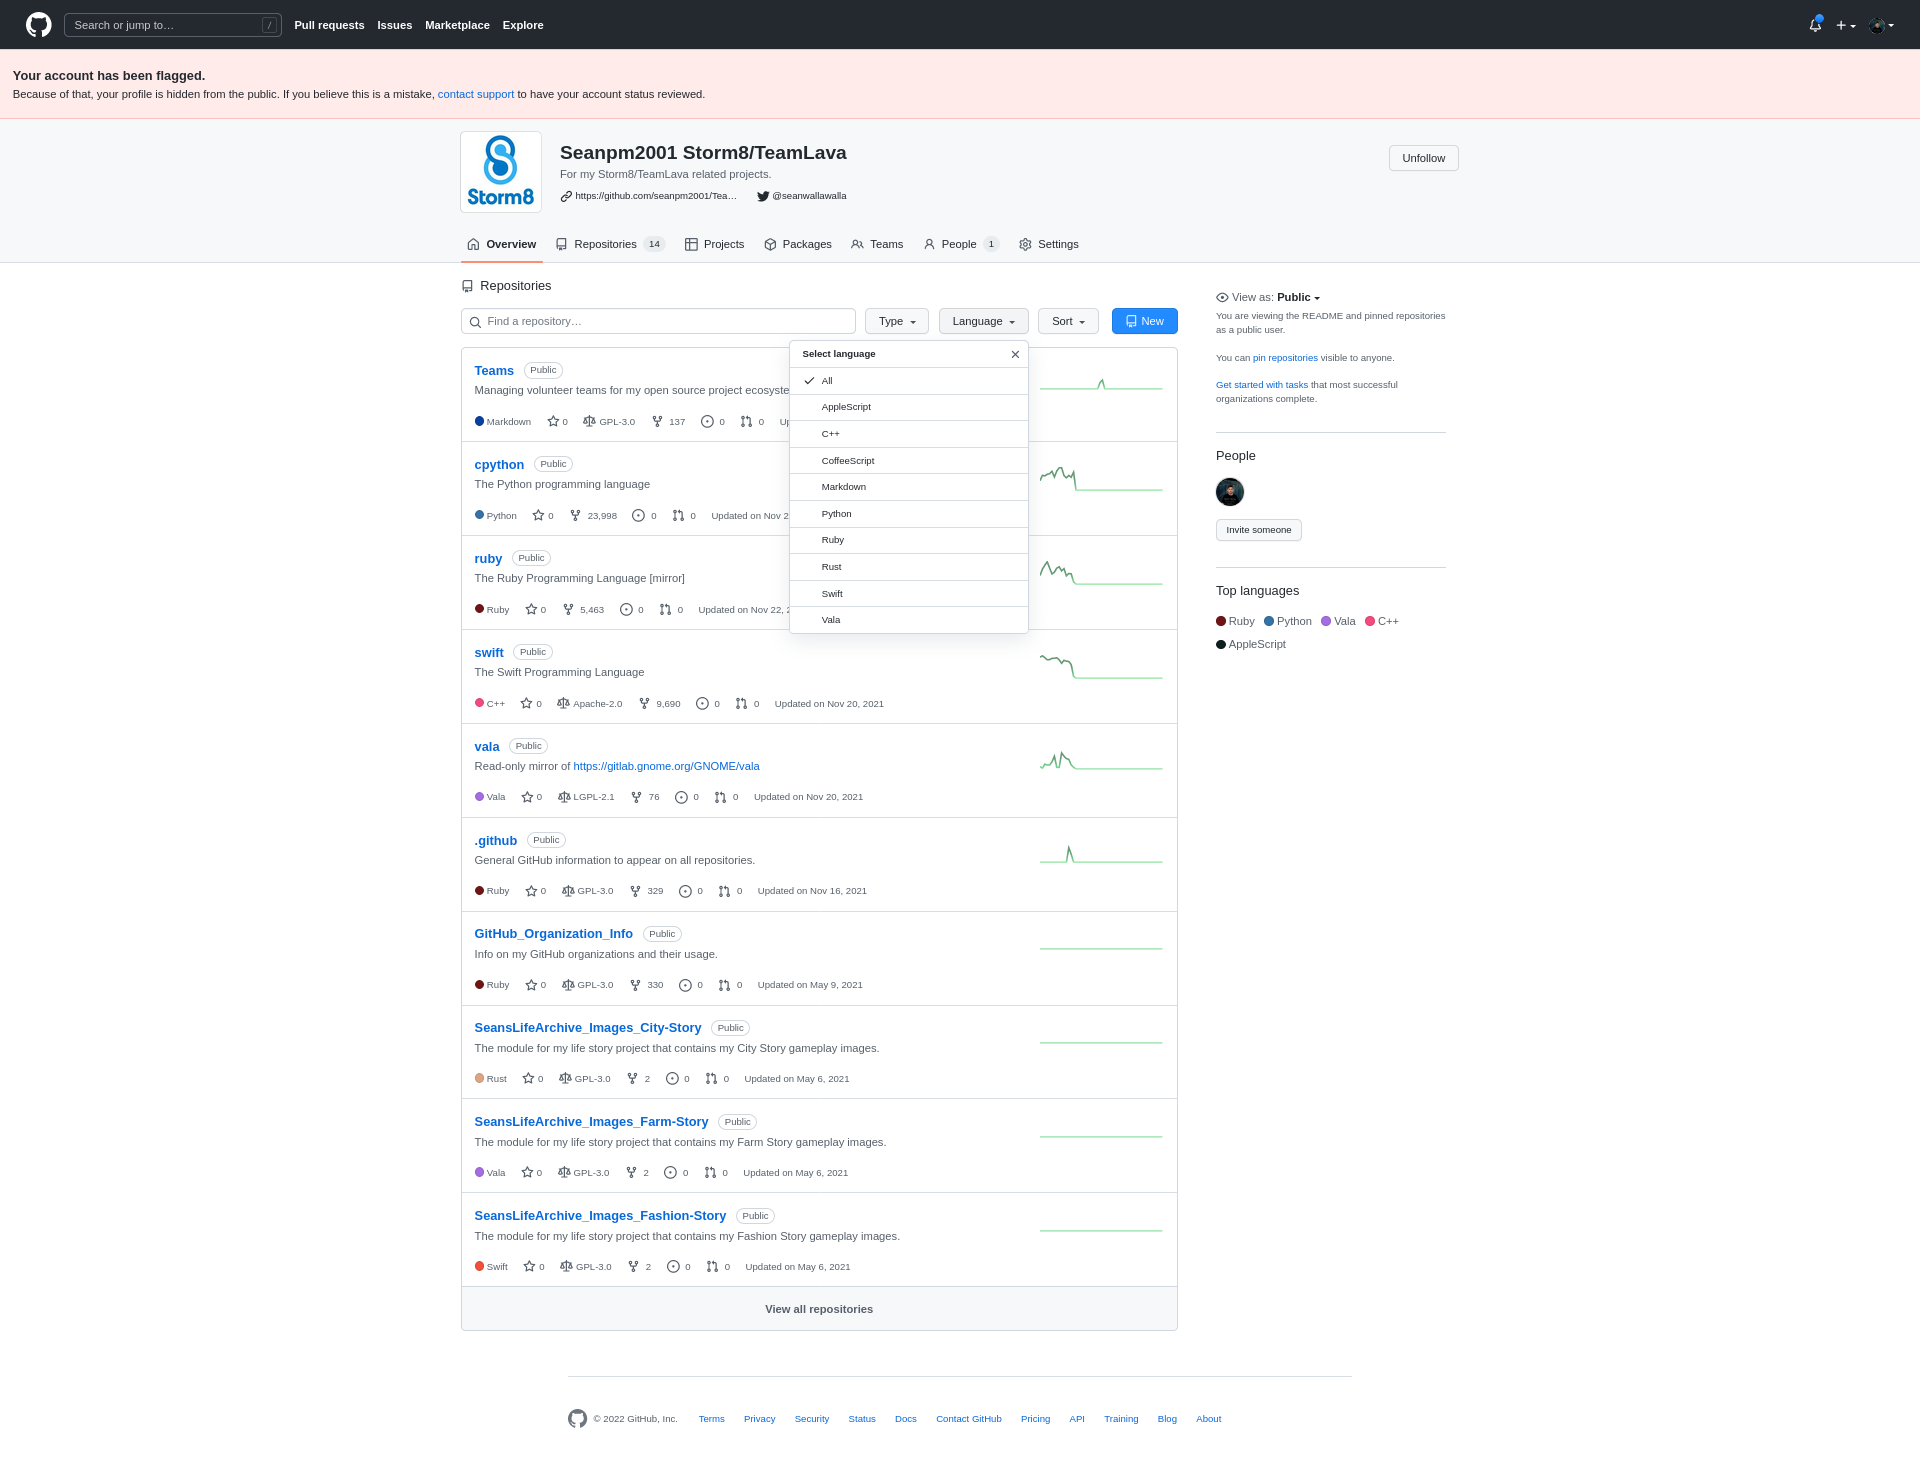 Search or jump to…
/
Pull requests Issues Marketplace Explore
Your account has been flagged.
Because of that, your profile is hidden from the public. If you believe this is a mistake, contact support to have your account status reviewed.
Storm8
Seanpm2001 Storm8/TeamLava
For my Storm8/TeamLava related projects.
https://github.com/seanpm2001/Tea… @seanwallawalla
Unfollow
Overview Repositories 14 Projects Packages Teams People 1 Settings
Repositories
Find a repository…
Type Language Sort New
Select language
All
AppleScript
C++
CoffeeScript
Markdown
Python
Ruby
Rust
Swift
Vala
Teams Public
Managing volunteer teams for my open source project ecosyste
Markdown 0 GPL-3.0 137 0 0 Up
cpython Public
The Python programming language
Python 0 23,998 0 0 Updated on Nov 2
ruby Public
The Ruby Programming Language [mirror]
Ruby 0 5,463 0 0 Updated on Nov 22, 2
swift Public
The Swift Programming Language
C++ 0 Apache-2.0 9,690 0 0 Updated on Nov 20, 2021
vala Public
Read-only mirror of https://gitlab.gnome.org/GNOME/vala
Vala 0 LGPL-2.1 76 0 0 Updated on Nov 20, 2021
.github Public
General GitHub information to appear on all repositories.
Ruby 0 GPL-3.0 329 0 0 Updated on Nov 16, 2021
GitHub_Organization_Info Public
Info on my GitHub organizations and their usage.
Ruby 0 GPL-3.0 330 0 0 Updated on May 9, 2021
SeansLifeArchive_Images_City-Story Public
The module for my life story project that contains my City Story gameplay images.
Rust 0 GPL-3.0 2 0 0 Updated on May 6, 2021
SeansLifeArchive_Images_Farm-Story Public
The module for my life story project that contains my Farm Story gameplay images.
Vala 0 GPL-3.0 2 0 0 Updated on May 6, 2021
SeansLifeArchive_Images_Fashion-Story Public
The module for my life story project that contains my Fashion Story gameplay images.
Swift 0 GPL-3.0 2 0 0 Updated on May 6, 2021
View all repositories
View as: Public
You are viewing the README and pinned repositories
as a public user.
You can pin repositories visible to anyone.
Get started with tasks that most successful
organizations complete.
People
Invite someone
Top languages
Ruby Python Vala C++
AppleScript
© 2022 GitHub, Inc. Terms Privacy Security Status Docs Contact GitHub Pricing API Training Blog About